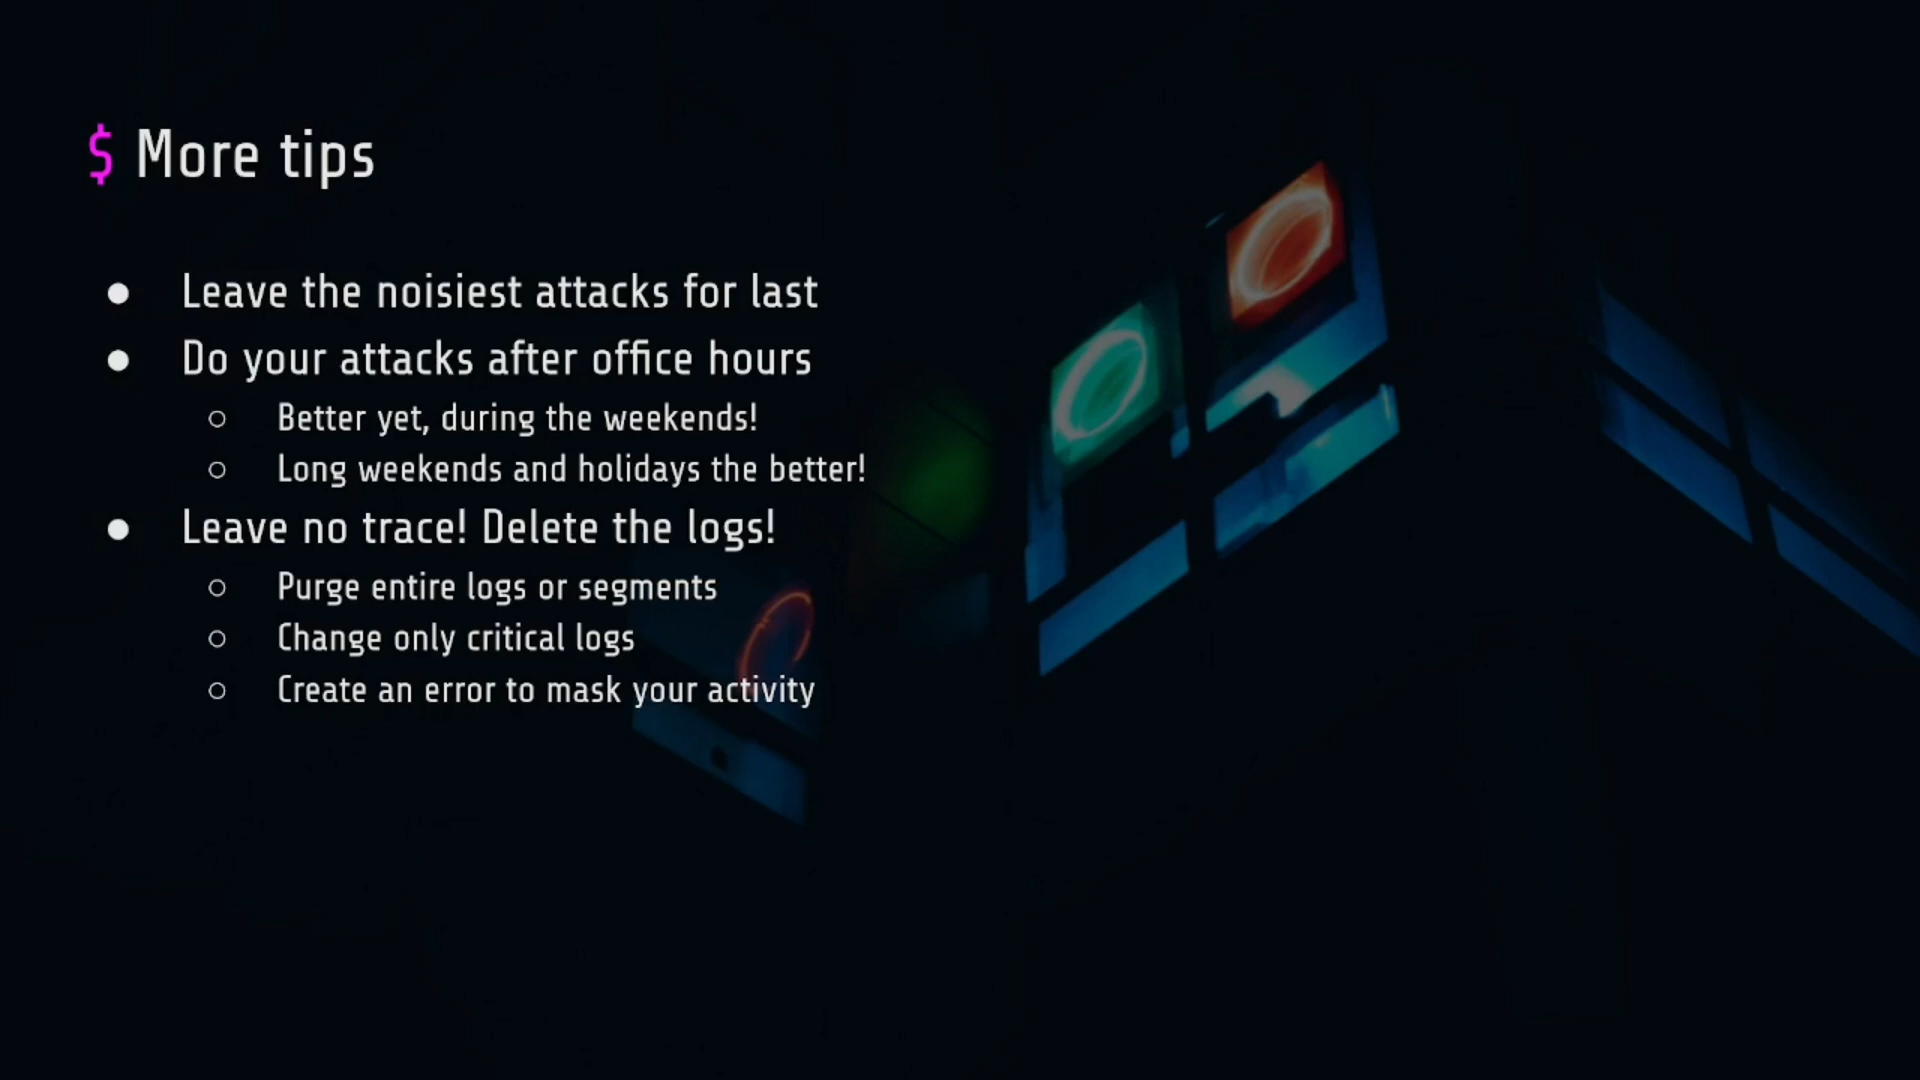 $ More tips
● Leave the noisiest attacks for last
● Do your attacks after office hours
○ Better yet, during the weekends!
○ Long weekends and holidays the better!
● Leave no trace! Delete the logs!
○ Purge entire logs or segments
○ Change only critical logs
○ Create an error to mask your activity